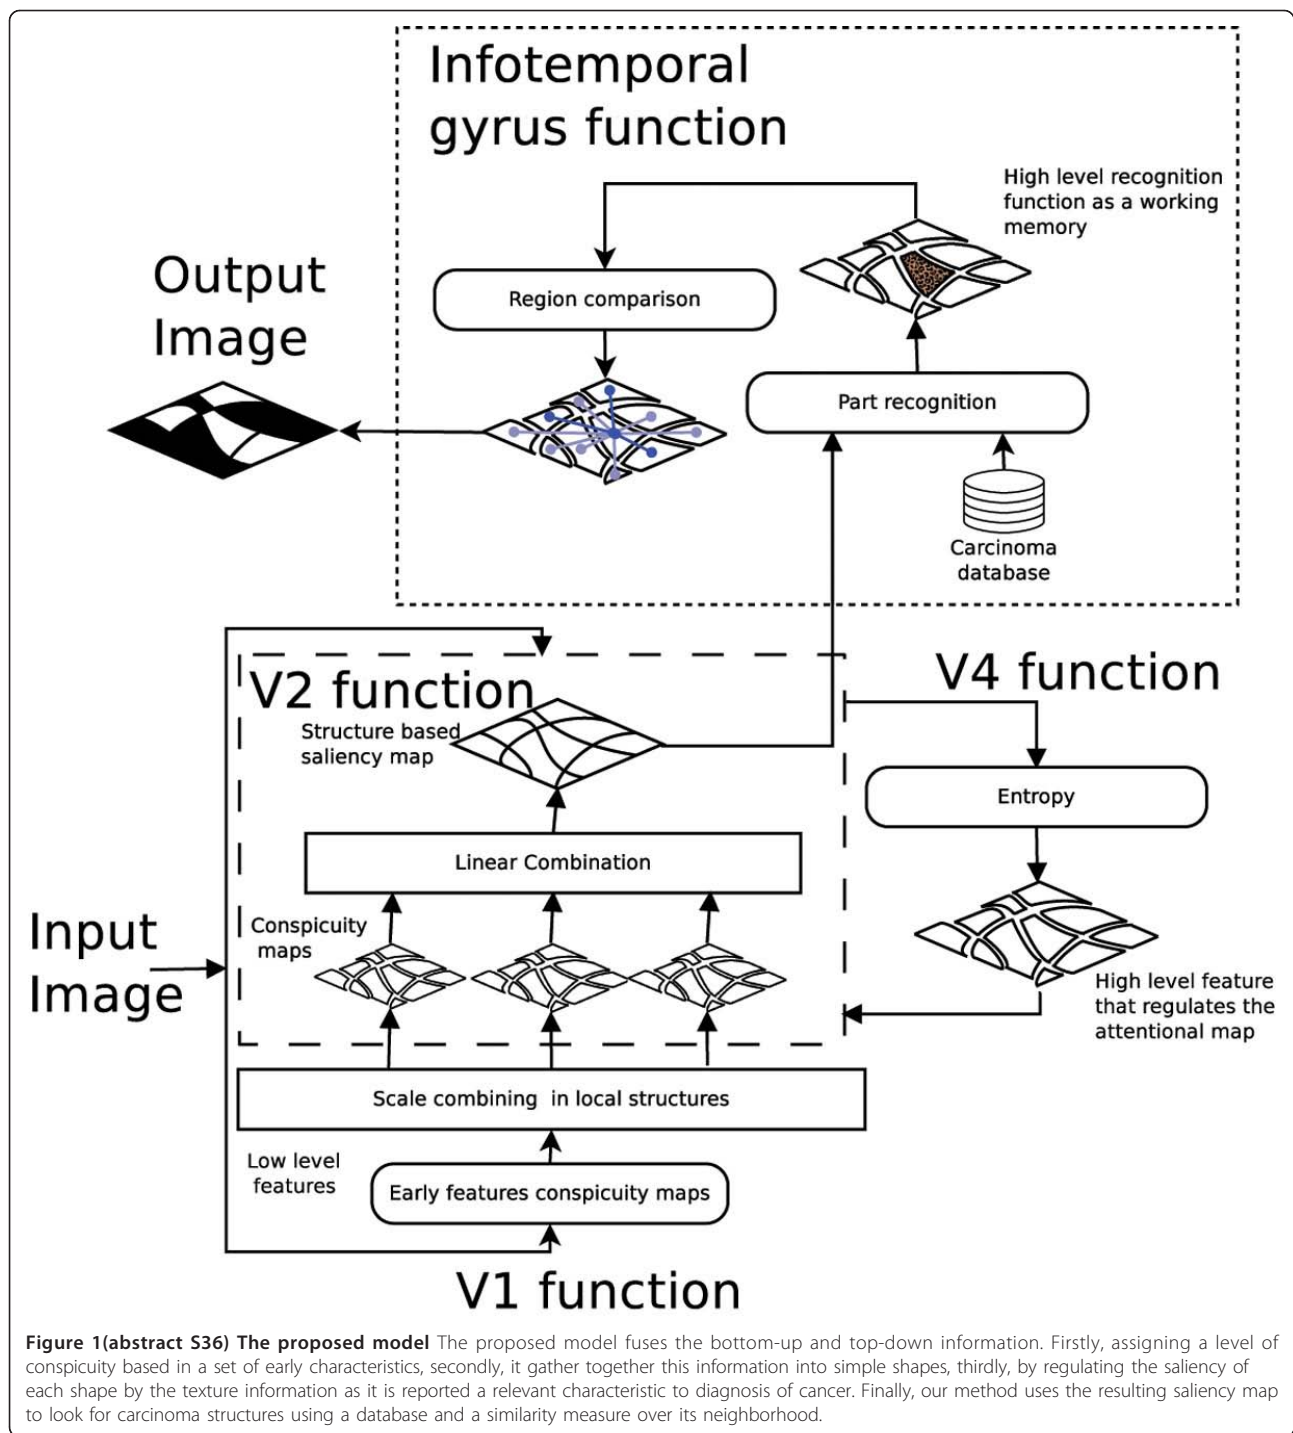 Infotemporal
gyrus function
High level recognition
function as a working
memory
Region comparison
Output
Image
Part recognition
Carcinoma
database
V2 function
Structure based
saliency map
V4 function
Entropy
Linear Combination
Conspicuity
maps
Input
Image
High level feature
that regulates the
attentional map
Scale combining in local structures
Low level
features
Early features conspicuity maps
V1 function
Figure 1(abstract S36) The proposed model The proposed model fuses the bottom-up and top-down information. Firstly, assigning a level of
conspicuity based in a set of early characteristics, secondly, it gather together this information into simple shapes, thirdly, by regulating the saliency of
each shape by the texture information as it is reported a relevant characteristic to diagnosis of cancer. Finally, our method uses the resulting saliency map
to look for carcinoma structures using a database and a similarity measure over its neighborhood.